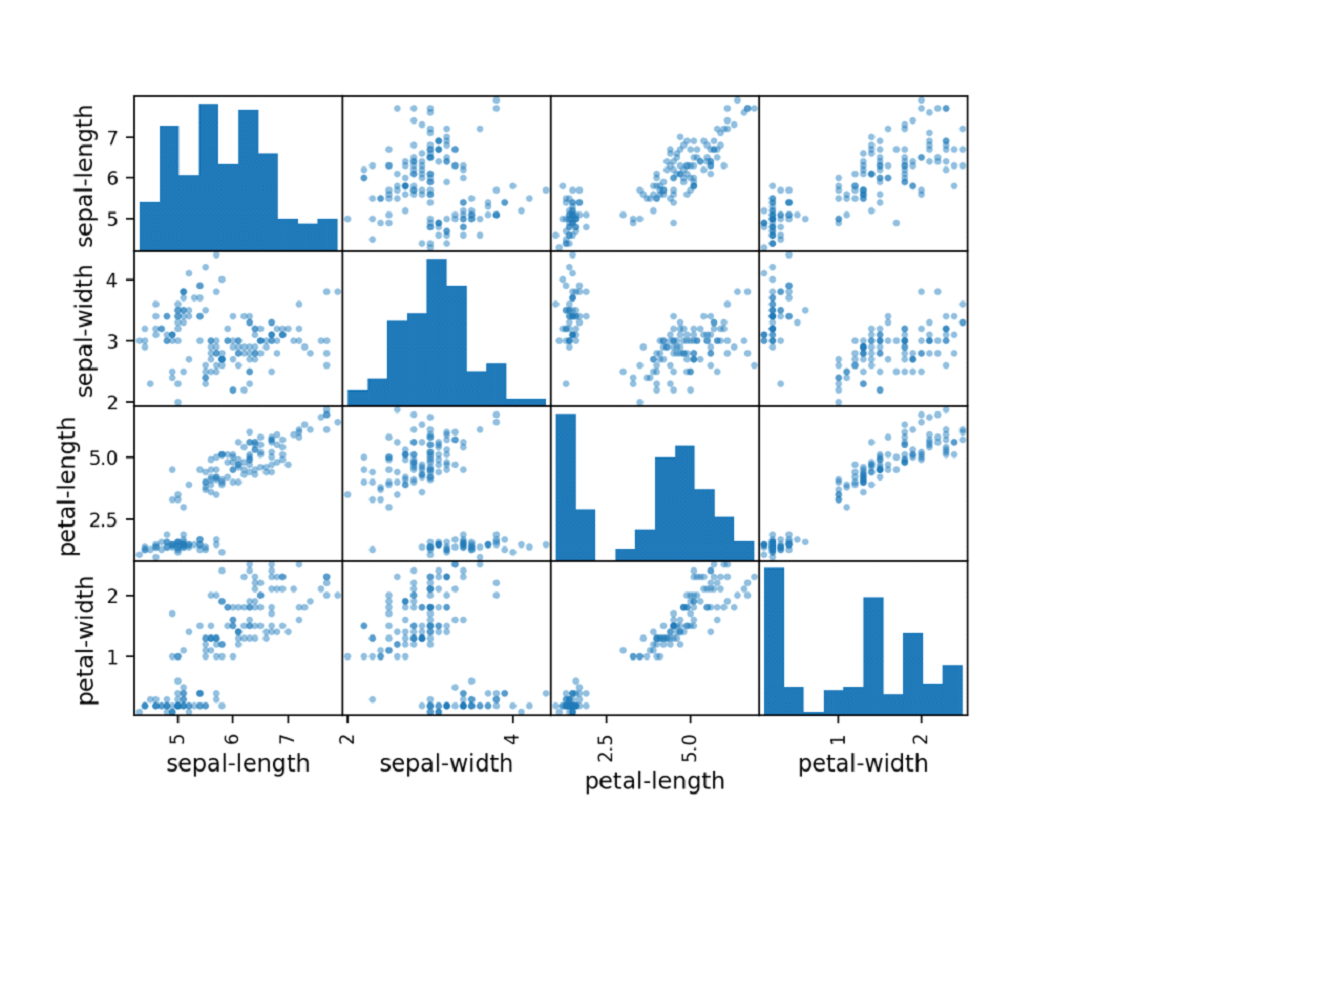 sepal-length
7
6
5
sepal-width
4
3
2
petal-length
5.0
2.5
petal-width
2
1
5 6 7 2 4 2.5 5.0 1 2
sepal-length sepal-width petal-length petal-width